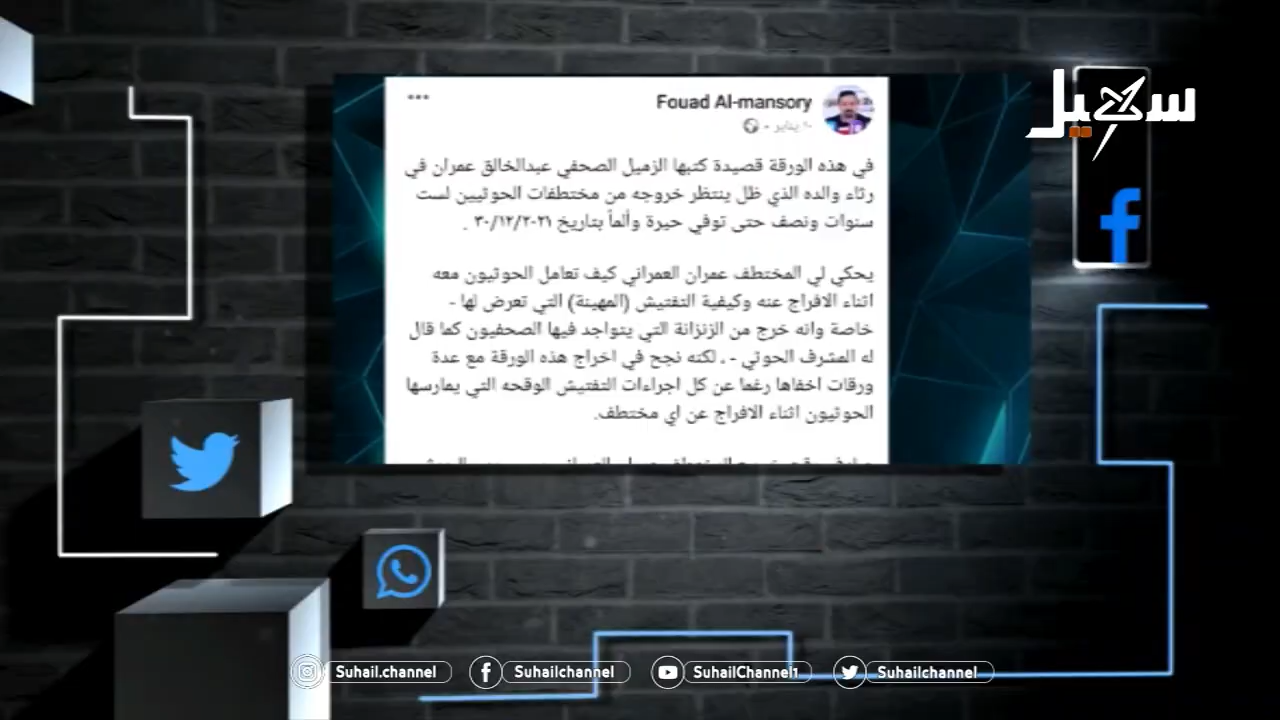 سهيل
Fouad Al-mansory
١٠ يناير
في هذه الورقة قصيدة كتبها الزميل الصحفي عبدالخالق عمران في
رثاء والده الذي ظل ينتظر خروجه من مختطفات الحوثيين لست
سنوات ونصف حتى توفي حيرة وألماً بتاريخ ٣٠/١٢/٢٠٢١ .
يحكي لي المختطف عمران العمراني كيف تعامل الحوثيون معه
اثناء الافراج عنه وكيفية التفتيش (المهينة) التي تعرض لها -
خاصة وانه خرج من الزنزانة التي يتواجد فيها الصحفيون كما قال
له المشرف الحوثي - ، لكنه نجح في اخراج هذه الورقة مع عدة
ورقات اخفاها رغما عن كل اجراءات التفتيش الوقحه التي يمارسها
الحوثيون اثناء الافراج عن اي مختطف.
Suhail.channel
Suhailchannel
SuhailChannel1
Suhailchannel